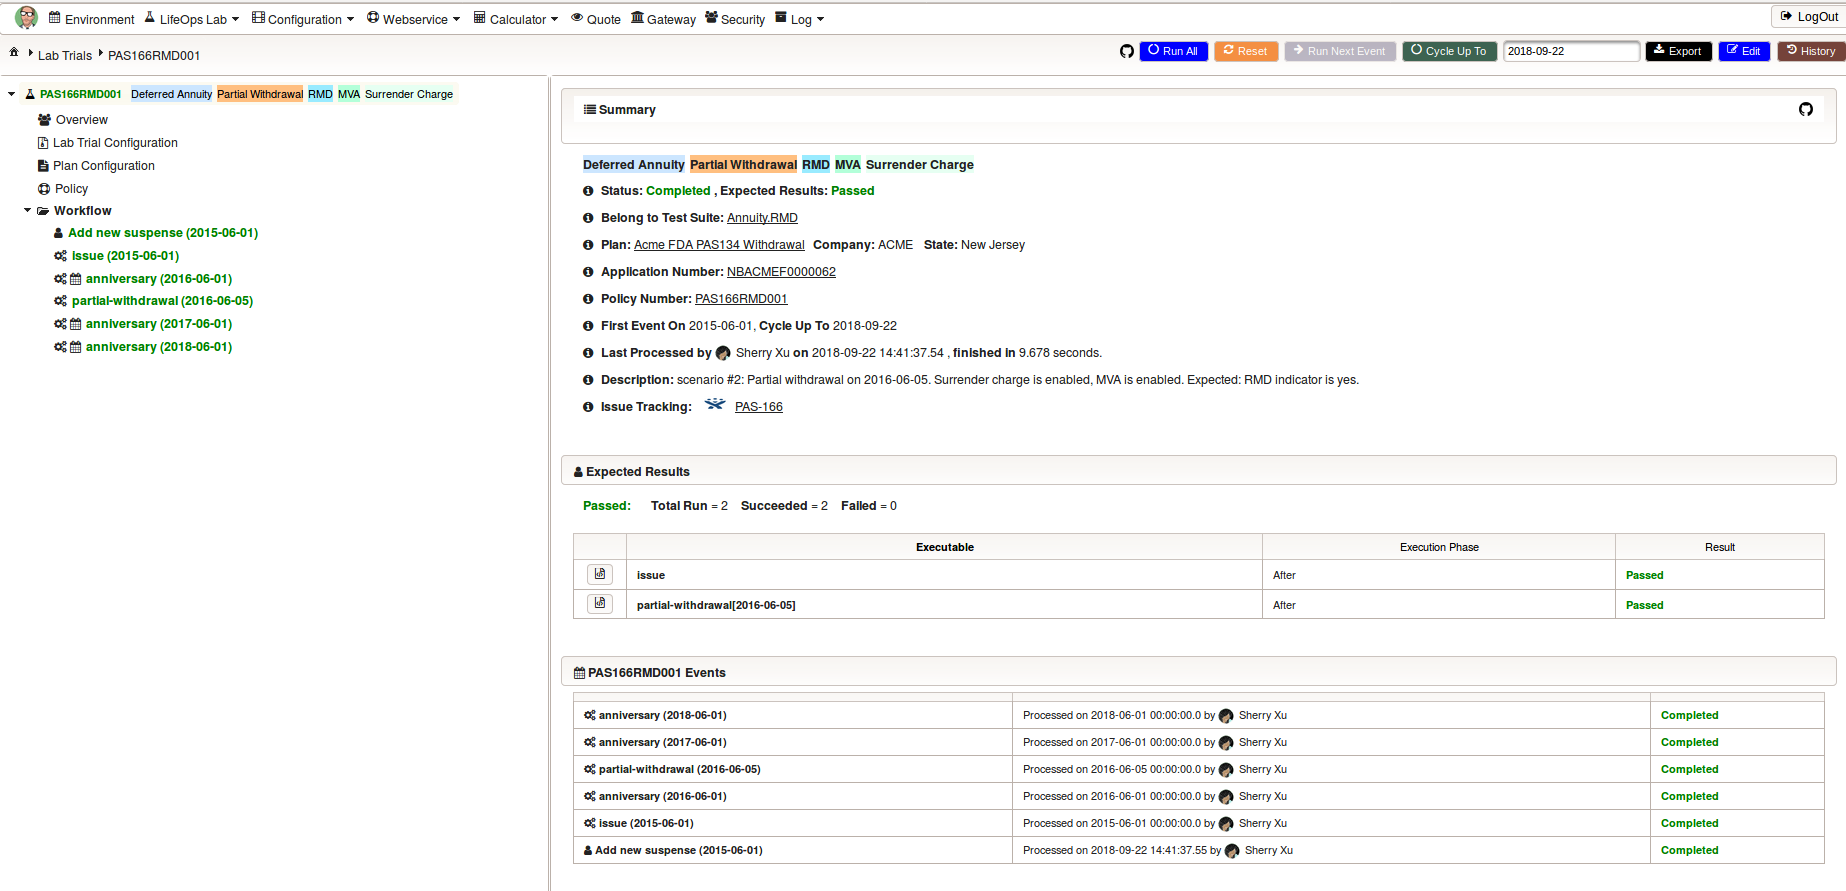 Environment LifeOps Lab Configuration Webservice Calculator Quote Gateway Security Log LogOut
Lab Trials PAS166RMD001 Run All Reset Run Next Event Cycle Up To 2018-09-22 Export Edit History
PAS166RMD001 Deferred Annuity Partial Withdrawal RMD MVA Surrender Charge
Overview
Lab Trial Configuration
Plan Configuration
Policy
Workflow
Add new suspense (2015-06-01)
issue (2015-06-01)
anniversary (2016-06-01)
partial-withdrawal (2016-06-05)
anniversary (2017-06-01)
anniversary (2018-06-01)
Summary
Deferred Annuity Partial Withdrawal RMD MVA Surrender Charge
Status: Completed , Expected Results: Passed
Belong to Test Suite: Annuity.RMD
Plan: Acme FDA PAS134 Withdrawal Company: ACME State: New Jersey
Application Number: NBACMEF0000062
Policy Number: PAS166RMD001
First Event On 2015-06-01, Cycle Up To 2018-09-22
Last Processed by Sherry Xu on 2018-09-22 14:41:37.54 , finished in 9.678 seconds.
Description: scenario #2: Partial withdrawal on 2016-06-05. Surrender charge is enabled, MVA is enabled. Expected: RMD indicator is yes.
Issue Tracking: PAS-166
Expected Results
Passed: Total Run = 2 Succeeded = 2 Failed = 0
Executable Execution Phase Result
issue After Passed
partial-withdrawal[2016-06-05] After Passed
PAS166RMD001 Events
anniversary (2018-06-01) Processed on 2018-06-01 00:00:00.0 by Sherry Xu Completed
anniversary (2017-06-01) Processed on 2017-06-01 00:00:00.0 by Sherry Xu Completed
partial-withdrawal (2016-06-05) Processed on 2016-06-05 00:00:00.0 by Sherry Xu Completed
anniversary (2016-06-01) Processed on 2016-06-01 00:00:00.0 by Sherry Xu Completed
issue (2015-06-01) Processed on 2015-06-01 00:00:00.0 by Sherry Xu Completed
Add new suspense (2015-06-01) Processed on 2018-09-22 14:41:37.55 by Sherry Xu Completed